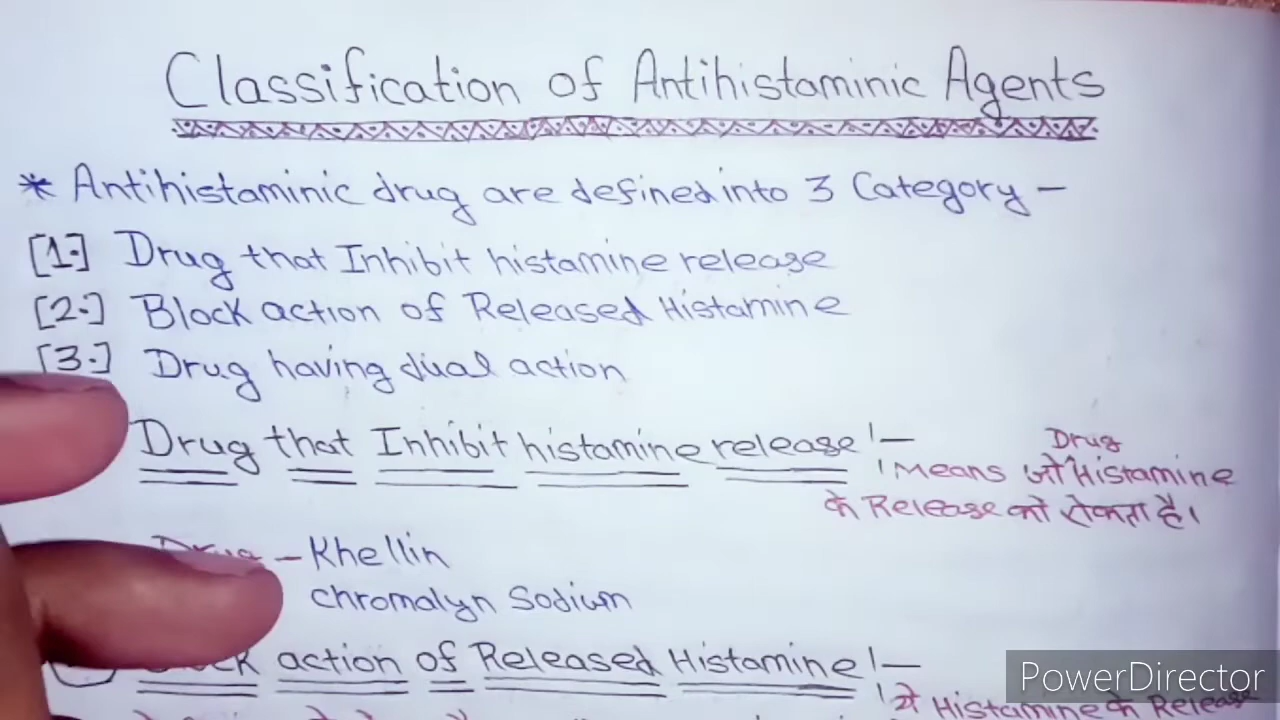 Classification of Antihistaminic Agents
* Antihistaminic drug are defined into 3 Category -
[1.] Drug that Inhibit histamine release
[2.] Block action of Released Histamine
[3.] Drug having dual action
Drug that Inhibit histamine release :-
Drug
Means जो Histamine
के Release को रोकता है।
Drug - Khellin
Chromalyn Sodium
action of Released Histamine :-
ये Histamine के Release
PowerDirector